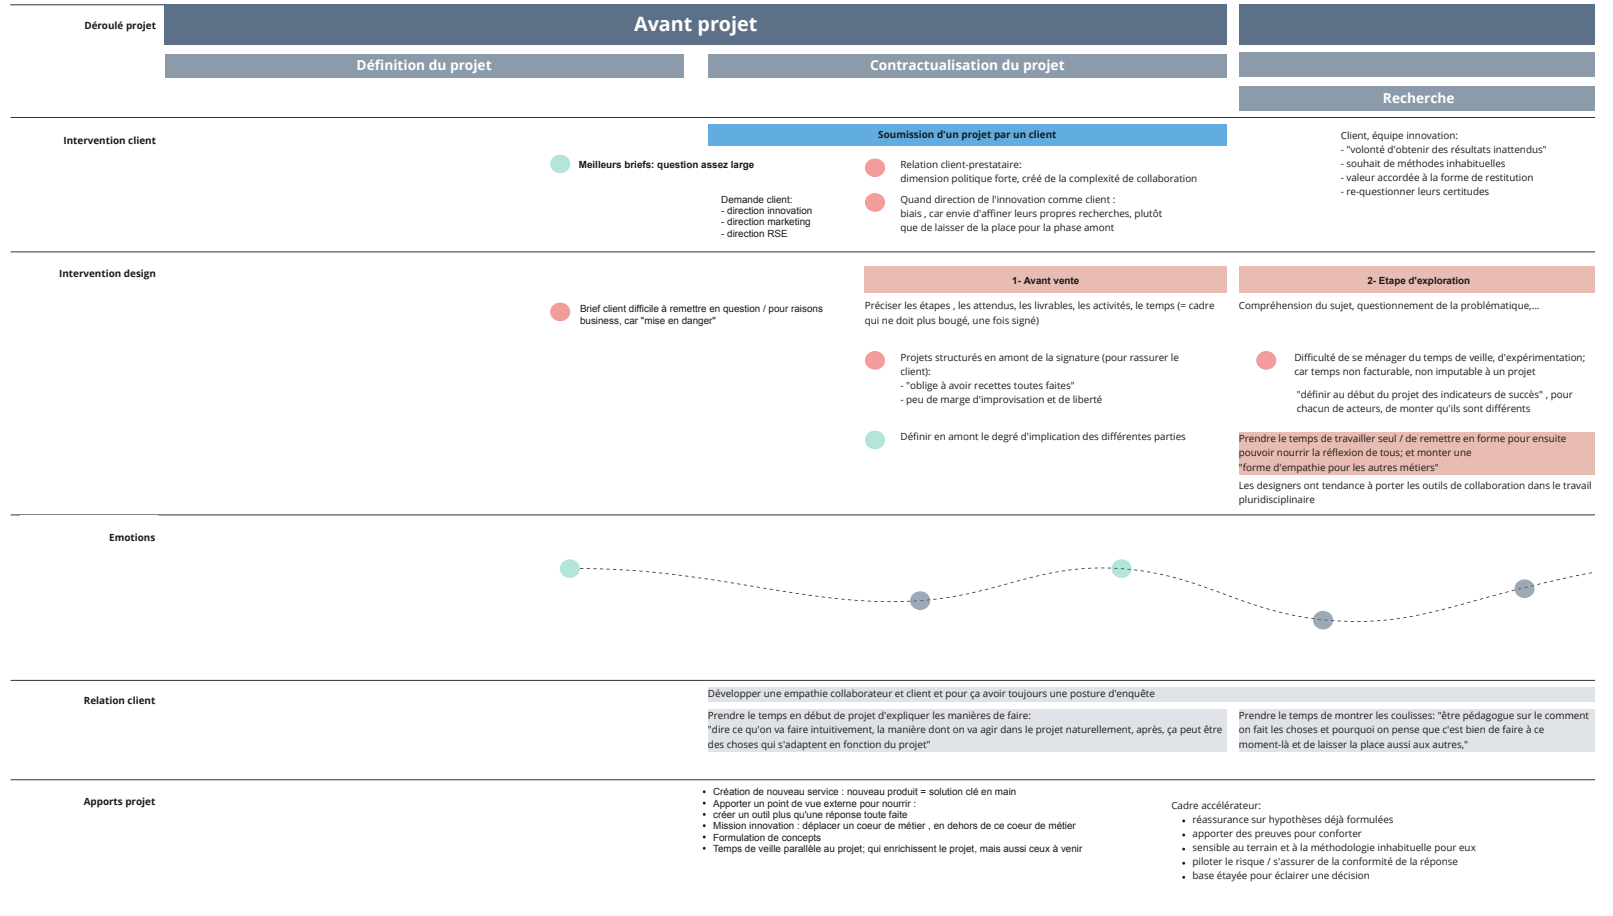 Déroulé projet
Avant projet
Définition du projet
Contractualisation du projet
Recherche
Intervention client
Soumission d'un projet par un client
Meilleurs briefs: question assez large
Demande client:
- direction innovation
- direction marketing
- direction RSE
Relation client-prestataire:
dimension politique forte, créé de la complexité de collaboration
Quand direction de l'innovation comme client :
biais , car envie d'affiner leurs propres recherches, plutôt
que de laisser de la place pour la phase amont
Client, équipe innovation:
- "volonté d'obtenir des résultats inattendus"
- souhait de méthodes inhabituelles
- valeur accordée à la forme de restitution
- re-questionner leurs certitudes
Intervention design
Brief client difficile à remettre en question / pour raisons
business, car "mise en danger"
1- Avant vente
Préciser les étapes , les attendus, les livrables, les activités, le temps (= cadre
qui ne doit plus bougé, une fois signé)
Projets structurés en amont de la signature (pour rassurer le
client):
- "oblige à avoir recettes toutes faites"
- peu de marge d'improvisation et de liberté
Définir en amont le degré d'implication des différentes parties
2- Etape d'exploration
Compréhension du sujet, questionnement de la problématique,...
Difficulté de se ménager du temps de veille, d'expérimentation;
car temps non facturable, non imputable à un projet
"définir au début du projet des indicateurs de succès" , pour
chacun de acteurs, de monter qu'ils sont différents
Prendre le temps de travailler seul / de remettre en forme pour ensuite
pouvoir nourrir la réflexion de tous; et monter une
"forme d'empathie pour les autres métiers"
Les designers ont tendance à porter les outils de collaboration dans le travail
pluridisciplinaire
Emotions
Relation client
Développer une empathie collaborateur et client et pour ça avoir toujours une posture d'enquête
Prendre le temps en début de projet d'expliquer les manières de faire:
"dire ce qu'on va faire intuitivement, la manière dont on va agir dans le projet naturellement, après, ça peut être
des choses qui s'adaptent en fonction du projet"
Prendre le temps de montrer les coulisses: "être pédagogue sur le comment
on fait les choses et pourquoi on pense que c'est bien de faire à ce
moment-là et de laisser la place aussi aux autres,"
Apports projet
• Création de nouveau service : nouveau produit = solution clé en main
• Apporter un point de vue externe pour nourrir :
• créer un outil plus qu'une réponse toute faite
• Mission innovation : déplacer un coeur de métier , en dehors de ce coeur de métier
• Formulation de concepts
• Temps de veille parallèle au projet; qui enrichissent le projet, mais aussi ceux à venir
Cadre accélérateur:
• réassurance sur hypothèses déjà formulées
• apporter des preuves pour conforter
• sensible au terrain et à la méthodologie inhabituelle pour eux
• piloter le risque / s'assurer de la conformité de la réponse
• base étayée pour éclairer une décision